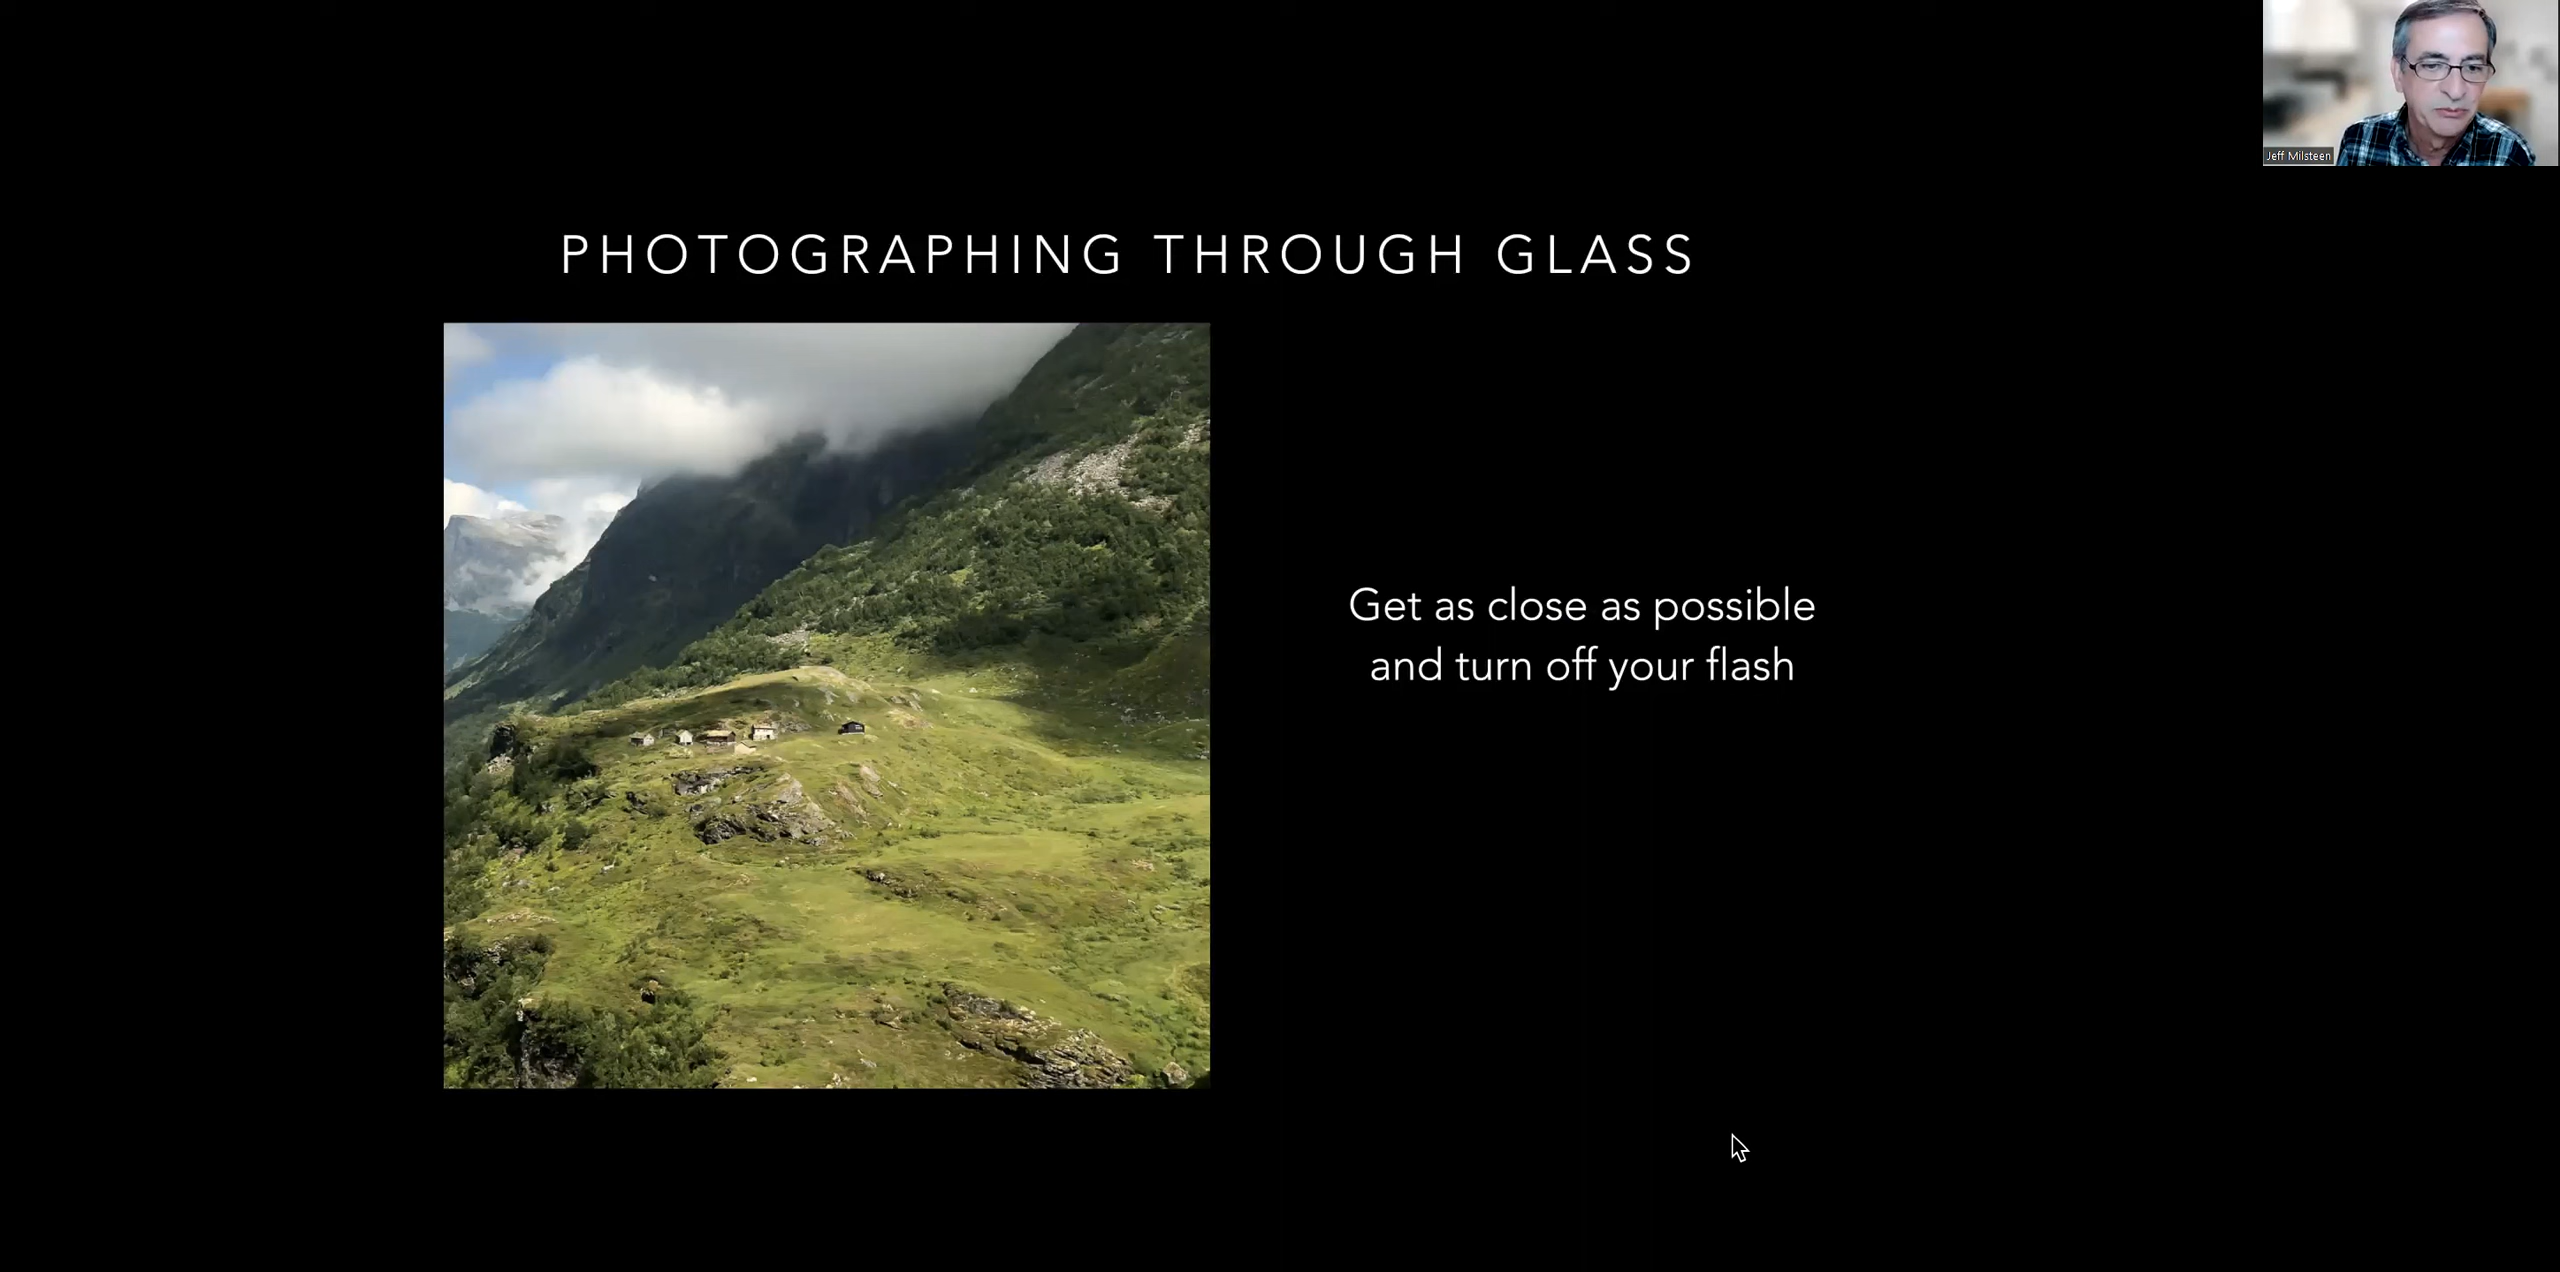 Jeff Milsteen
PHOTOGRAPHING THROUGH GLASS
Get as close as possible
and turn off your flash